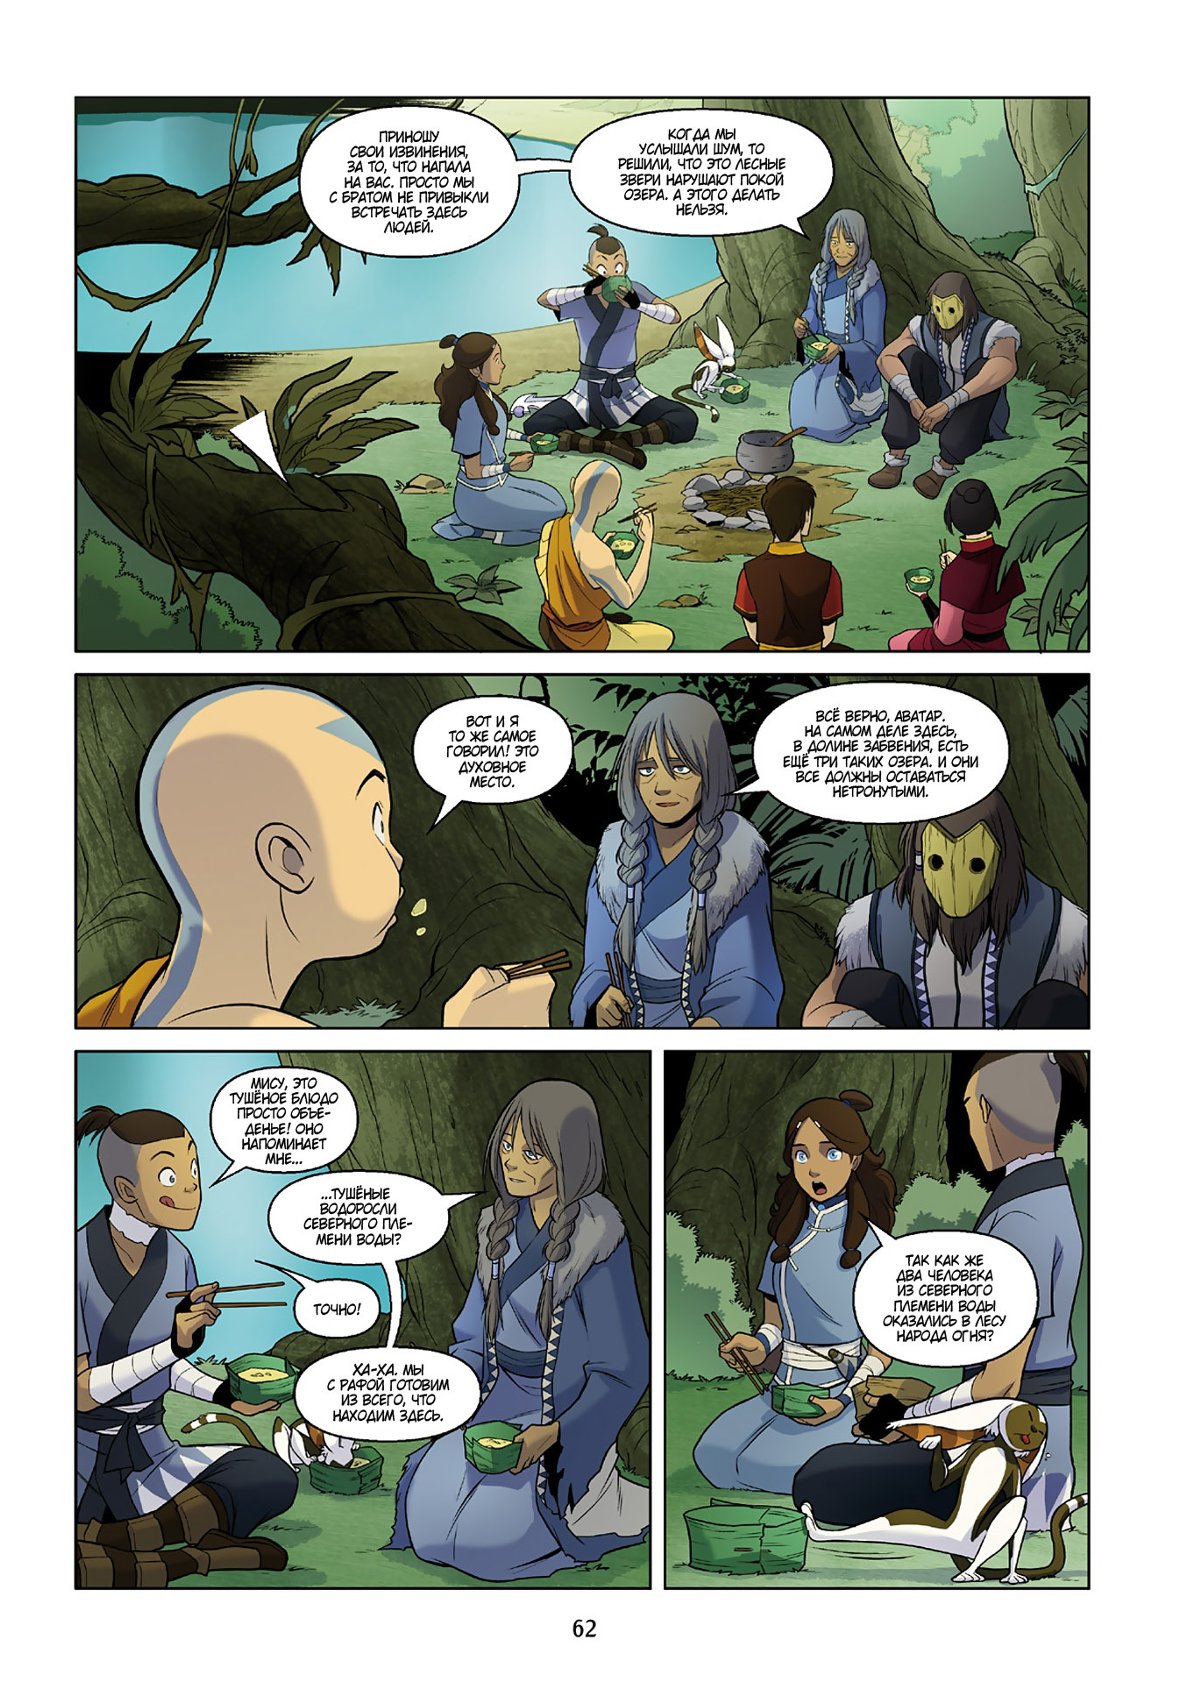 ПРИНОШУ
СВОИ ИЗВИНЕНИЯ,
ЗА ТО, ЧТО НАПАЛА
НА ВАС. ПРОСТО МЫ
С БРАТОМ НЕ ПРИВЫКЛИ
ВСТРЕЧАТЬ ЗДЕСЬ
ЛЮДЕЙ.
КОГДА МЫ
УСЛЫШАЛИ ШУМ, ТО
РЕШИЛИ, ЧТО ЭТО ЛЕСНЫЕ
ЗВЕРИ НАРУШАЮТ ПОКОЙ
ОЗЕРА. А ЭТОГО ДЕЛАТЬ
НЕЛЬЗЯ.
ВОТ И Я
ТО ЖЕ САМОЕ
ГОВОРИЛ! ЭТО
ДУХОВНОЕ
МЕСТО.
ВСЁ ВЕРНО, АВАТАР.
НА САМОМ ДЕЛЕ ЗДЕСЬ,
В ДОЛИНЕ ЗАБВЕНИЯ, ЕСТЬ
ЕЩЁ ТРИ ТАКИХ ОЗЕРА. И ОНИ
ВСЕ ДОЛЖНЫ ОСТАВАТЬСЯ
НЕТРОНУТЫМИ.
МИСУ, ЭТО
ТУШЁНОЕ БЛЮДО
ПРОСТО ОБЪЕ-
ДЕНЬЕ! ОНО
НАПОМИНАЕТ
МНЕ...
...ТУШЁНЫЕ
ВОДОРОСЛИ
СЕВЕРНОГО ПЛЕ-
МЕНИ ВОДЫ?
ТОЧНО!
ХА-ХА. МЫ
С РАФОЙ ГОТОВИМ
ИЗ ВСЕГО, ЧТО
НАХОДИМ ЗДЕСЬ.
ТАК КАК ЖЕ
ДВА ЧЕЛОВЕКА
ИЗ СЕВЕРНОГО
ПЛЕМЕНИ ВОДЫ
ОКАЗАЛИСЬ В ЛЕСУ
НАРОДА ОГНЯ?
62